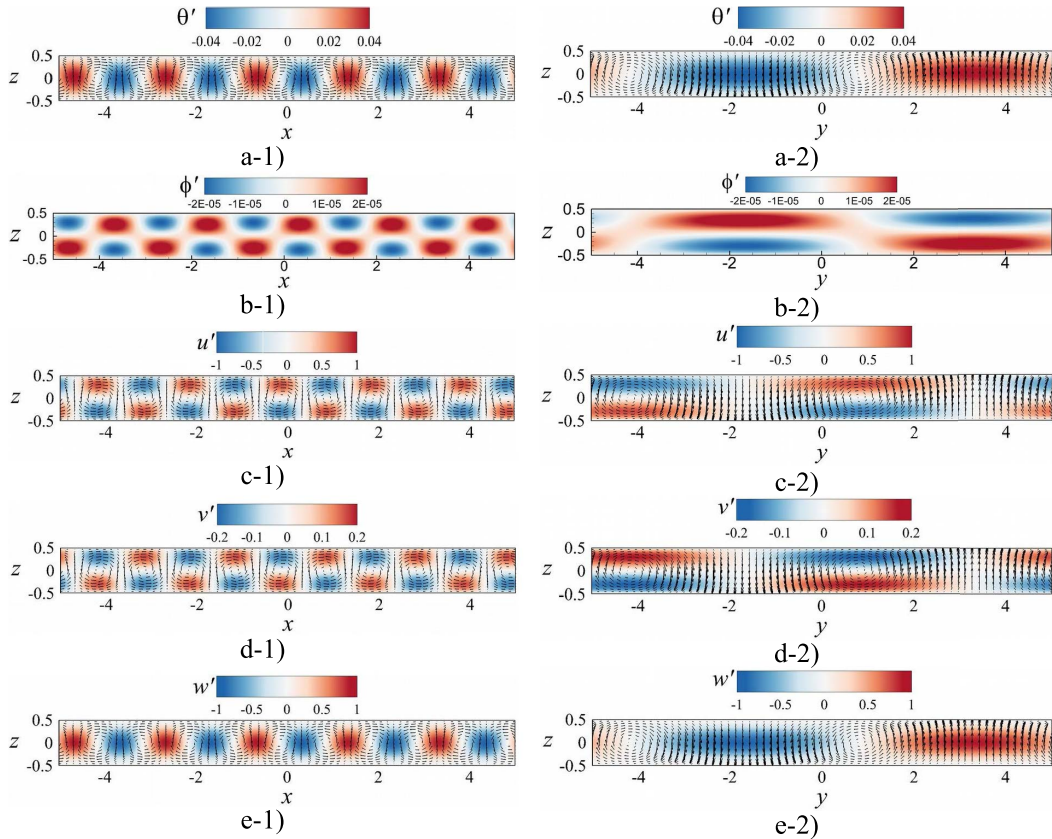 θ′
-0.04 -0.02 0 0.02 0.04
z
0.5
0
-0.5
-4 -2 0 2 4
x
a-1)
θ′
-0.04 -0.02 0 0.02 0.04
z
0.5
0
-0.5
-4 -2 0 2 4
y
a-2)
ϕ′
-2E-05 -1E-05 0 1E-05 2E-05
z
0.5
0
-0.5
-4 -2 0 2 4
x
b-1)
ϕ′
-2E-05 -1E-05 0 1E-05 2E-05
z
0.5
0
-0.5
-4 -2 0 2 4
y
b-2)
u′
-1 -0.5 0 0.5 1
z
0.5
0
-0.5
-4 -2 0 2 4
x
c-1)
u′
-1 -0.5 0 0.5 1
z
0.5
0
-0.5
-4 -2 0 2 4
y
c-2)
v′
-0.2 -0.1 0 0.1 0.2
z
0.5
0
-0.5
-4 -2 0 2 4
x
d-1)
v′
-0.2 -0.1 0 0.1 0.2
z
0.5
0
-0.5
-4 -2 0 2 4
y
d-2)
w′
-1 -0.5 0 0.5 1
z
0.5
0
-0.5
-4 -2 0 2 4
x
e-1)
w′
-1 -0.5 0 0.5 1
z
0.5
0
-0.5
-4 -2 0 2 4
y
e-2)